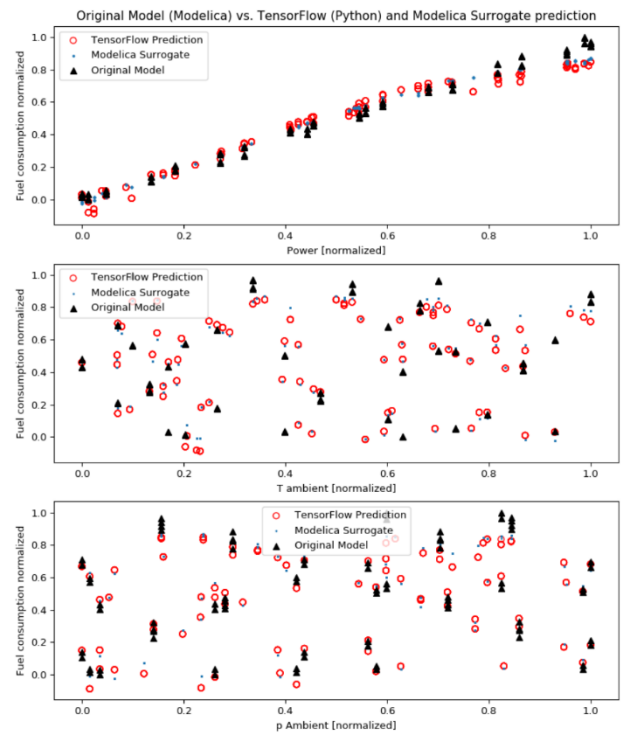 Original Model (Modelica) vs. TensorFlow (Python) and Modelica Surrogate prediction
Fuel consumption normalized
1.0
0.8
0.6
0.4
0.2
0.0
TensorFlow Prediction
Modelica Surrogate
Original Model
0.0 0.2 0.4 0.6 0.8 1.0
Power [normalized]
Fuel consumption normalized
1.0
0.8
0.6
0.4
0.2
0.0
TensorFlow Prediction
Modelica Surrogate
Original Model
0.0 0.2 0.4 0.6 0.8 1.0
T ambient [normalized]
Fuel consumption normalized
1.0
0.8
0.6
0.4
0.2
0.0
TensorFlow Prediction
Modelica Surrogate
Original Model
0.0 0.2 0.4 0.6 0.8 1.0
p Ambient [normalized]